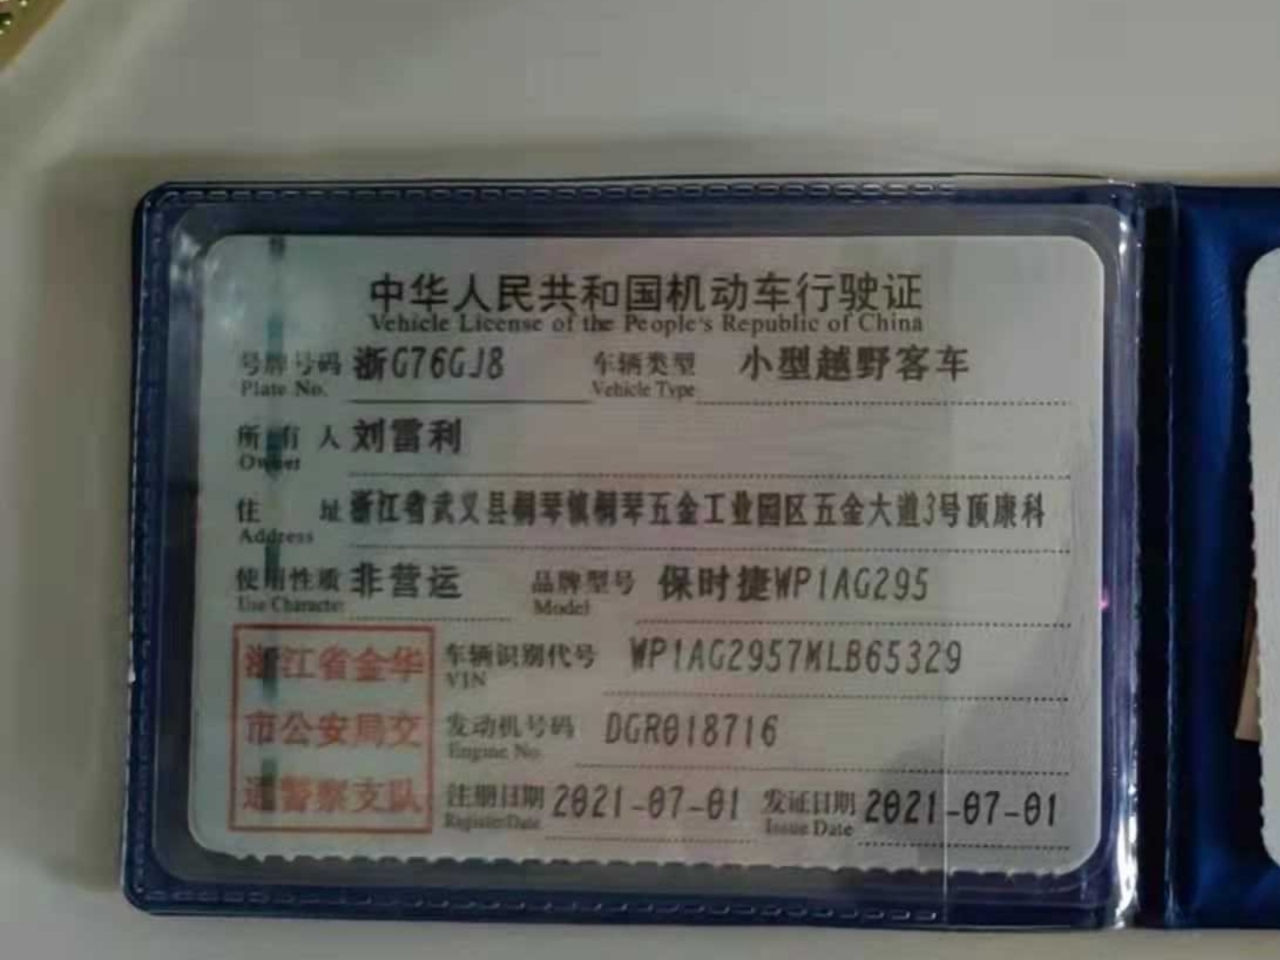 中华人民共和国机动车行驶证
Vehicle License of the People's Republic of China
号牌号码 浙G76GJ8 车辆类型 小型越野客车
Plate No. Vehicle Type
所有人 刘雷利
Owner
住址 浙江省武义县桐琴镇桐琴五金工业园区五金大道3号顶康科
Address
使用性质 非营运 品牌型号 保时捷WP1AG295
Use Character Model
浙江省金华
市公安局交
通警察支队
车辆识别代号 WP1AG2957MLB65329
VIN
发动机号码 DGR018716
Engine No.
注册日期 2021-07-01 发证日期 2021-07-01
Register Date Issue Date